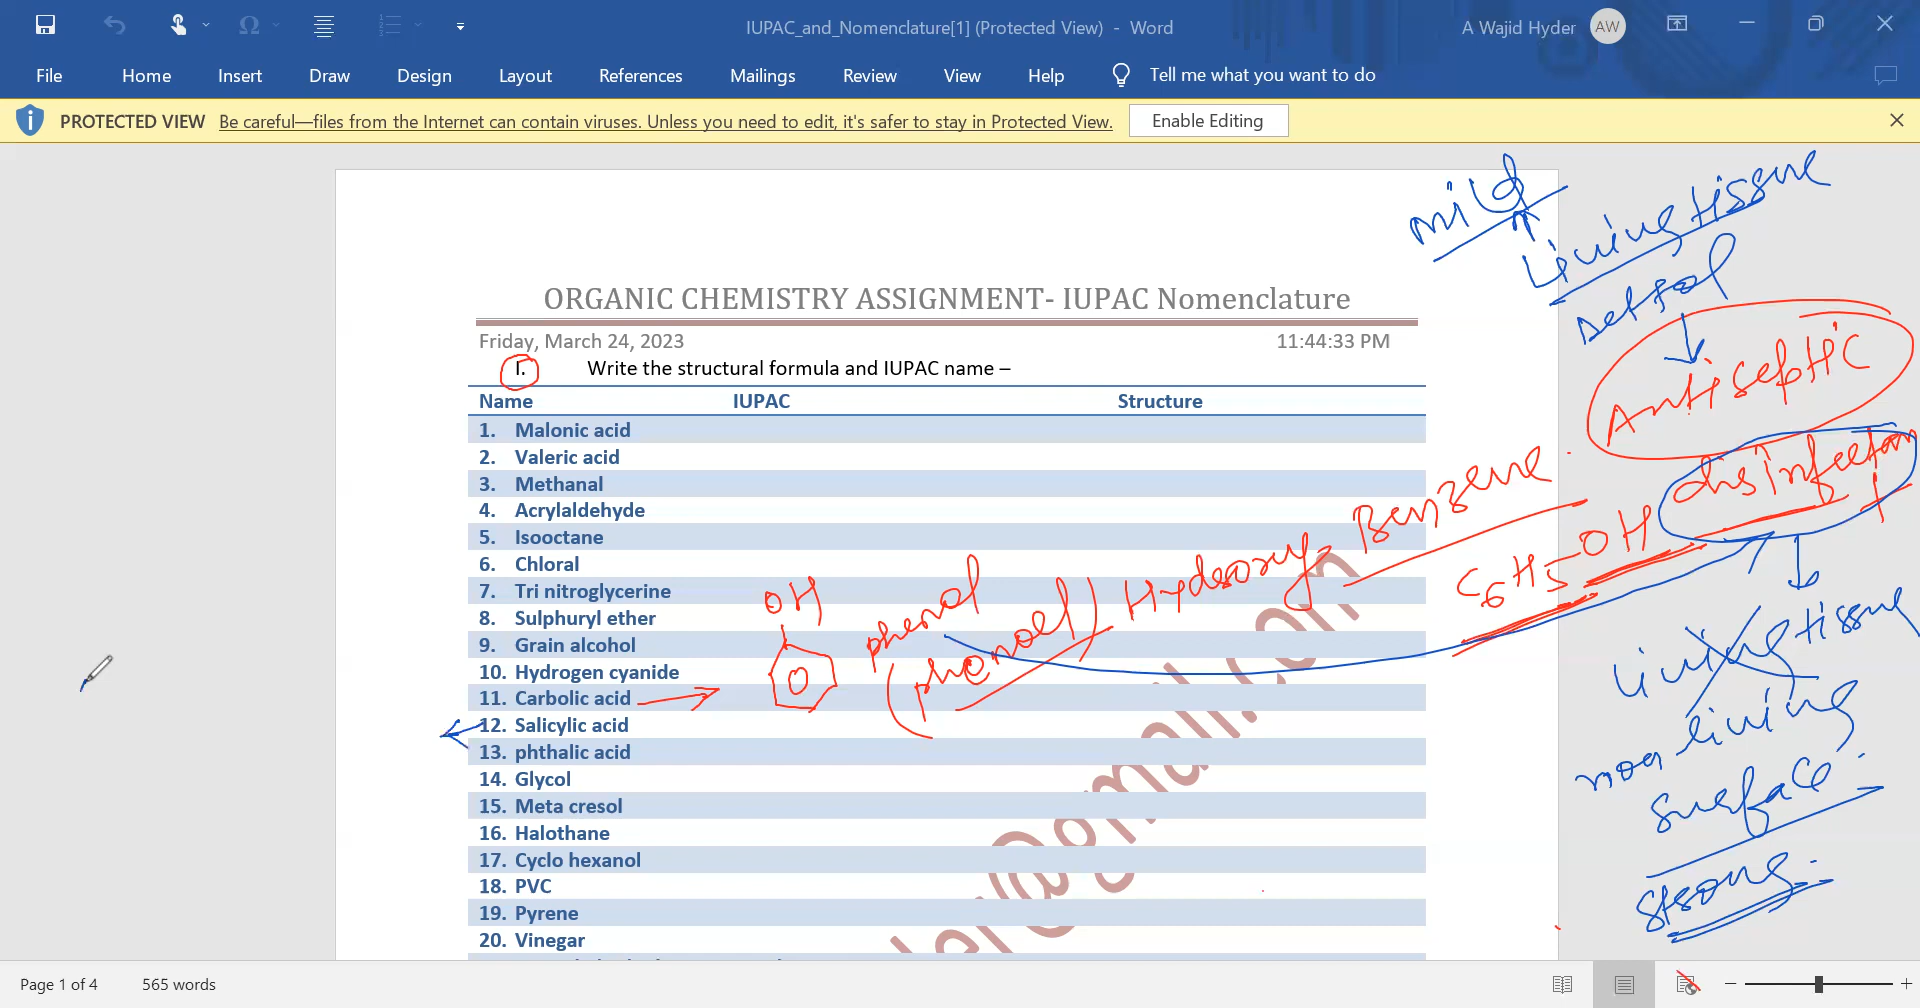 IUPAC_and_Nomenclature[1] (Protected View) - Word
A Wajid Hyder AW
File Home Insert Draw Design Layout References Mailings Review View Help Tell me what you want to do
PROTECTED VIEW Be careful—files from the Internet can contain viruses. Unless you need to edit, it's safer to stay in Protected View. Enable Editing
mild
Living tissue
Dettol
Antiseptic
ORGANIC CHEMISTRY ASSIGNMENT- IUPAC Nomenclature
Friday, March 24, 2023 11:44:33 PM
I. Write the structural formula and IUPAC name –
Name IUPAC Structure
1. Malonic acid
2. Valeric acid
3. Methanal
4. Acrylaldehyde
5. Isooctane
6. Chloral
7. Tri nitroglycerine
8. Sulphuryl ether
9. Grain alcohol
10. Hydrogen cyanide
11. Carbolic acid
12. Salicylic acid
13. phthalic acid
14. Glycol
15. Meta cresol
16. Halothane
17. Cyclo hexanol
18. PVC
19. Pyrene
20. Vinegar
OH
phenol
(phenol)
Hydroxy-Benzene
C6H5-OH
disinfectan
t
living tissue
non living
surface
strong
@gmail.com
Page 1 of 4 565 words